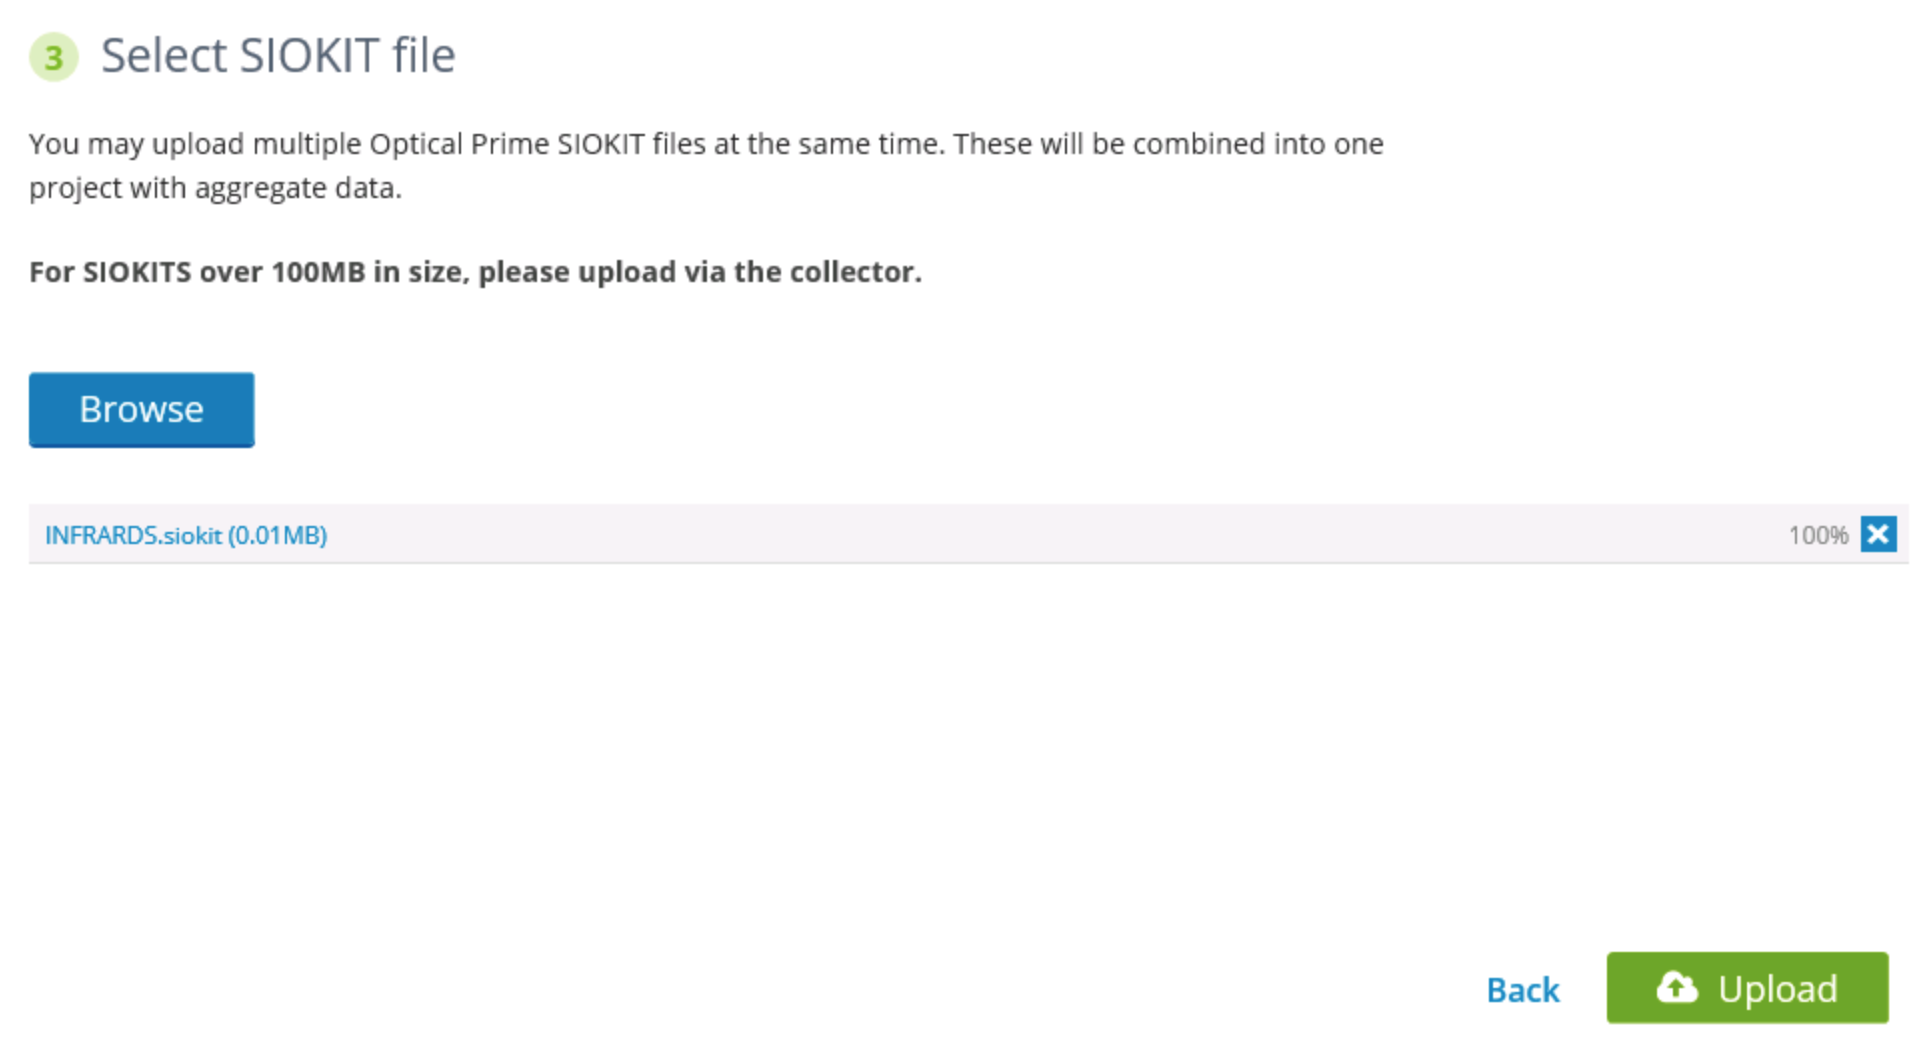 3 Select SIOKIT file
You may upload multiple Optical Prime SIOKIT files at the same time. These will be combined into one
project with aggregate data.
For SIOKITS over 100MB in size, please upload via the collector.
Browse
INFRARDS.siokit (0.01MB) 100%
Back Upload